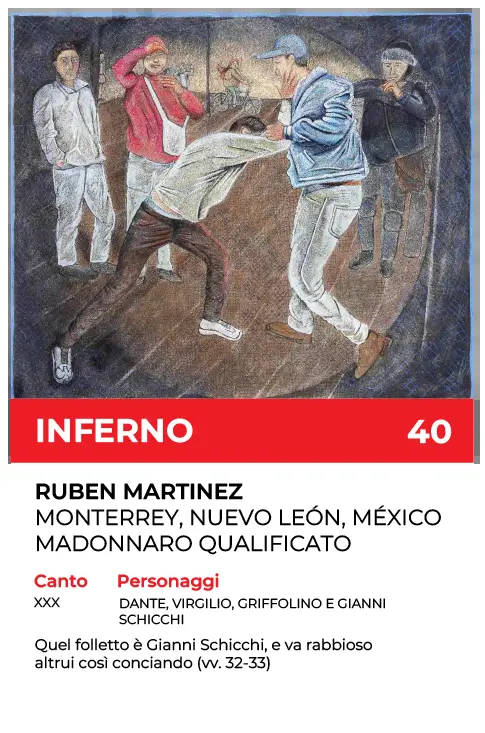 INFERNO 40
RUBEN MARTINEZ
MONTERREY, NUEVO LEÓN, MÉXICO
MADONNARO QUALIFICATO
Canto Personaggi
XXX DANTE, VIRGILIO, GRIFFOLINO E GIANNI
SCHICCHI
Quel folletto è Gianni Schicchi, e va rabbioso
altrui così conciando (vv. 32-33)